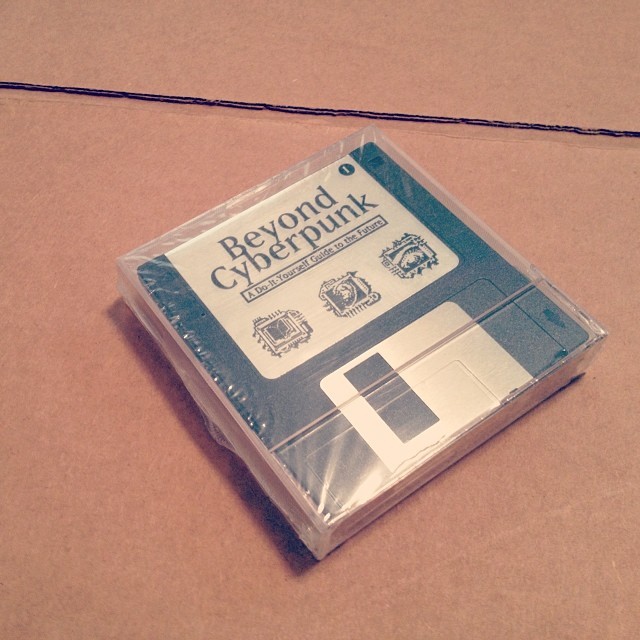 1
Beyond
Cyberpunk
A Do-It-Yourself Guide to the Future